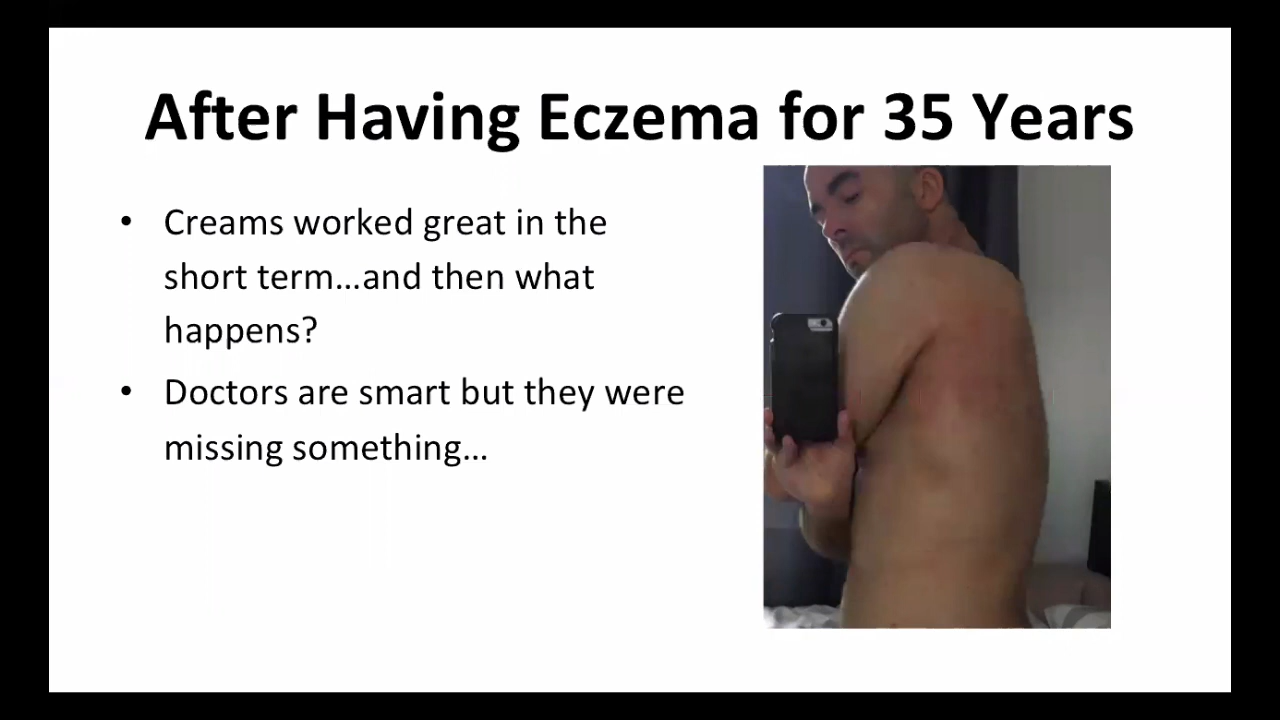 After Having Eczema for 35 Years
• Creams worked great in the
short term…and then what
happens?
• Doctors are smart but they were
missing something…